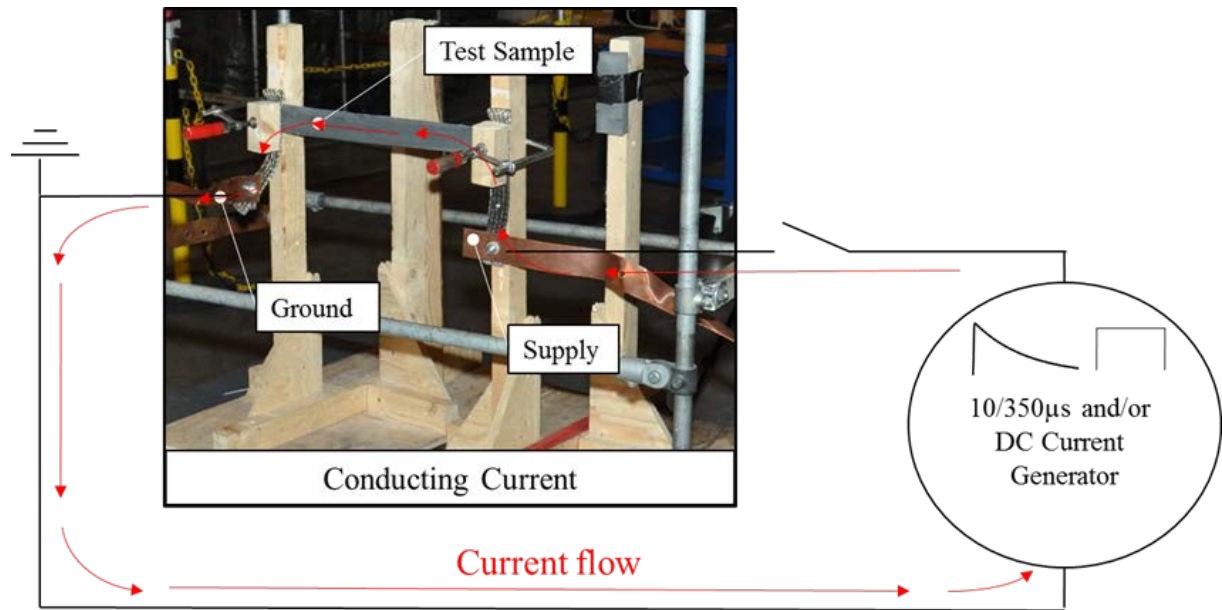 Test Sample
Ground
Supply
Conducting Current
10/350µs and/or
DC Current
Generator
Current flow